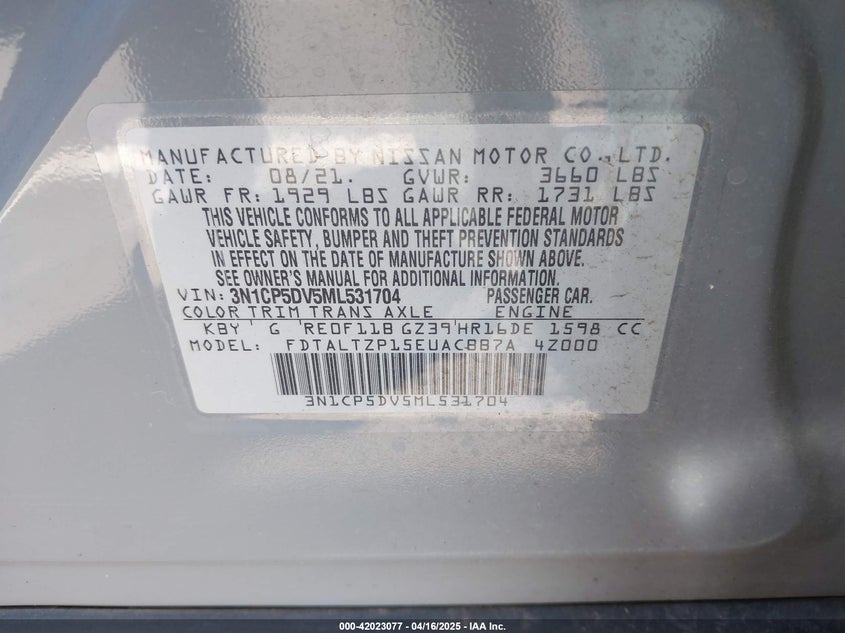 MANUFACTURED BY NISSAN MOTOR CO., LTD.
DATE: 08/21. GVWR: 3660 LBS
GAWR FR: 1929 LBS GAWR RR: 1731 LBS
THIS VEHICLE CONFORMS TO ALL APPLICABLE FEDERAL MOTOR
VEHICLE SAFETY, BUMPER AND THEFT PREVENTION STANDARDS
IN EFFECT ON THE DATE OF MANUFACTURE SHOWN ABOVE.
SEE OWNER'S MANUAL FOR ADDITIONAL INFORMATION.
VIN: 3N1CP5DV5ML531704 PASSENGER CAR.
COLOR TRIM TRANS AXLE ENGINE
KBY G RE0F11B GZ39 HR16DE 1598 CC
MODEL: FDTALTZP15EUACBB7A 4Z000
3N1CP5DV5ML531704
000-42023077 - 04/16/2025 - IAA Inc.